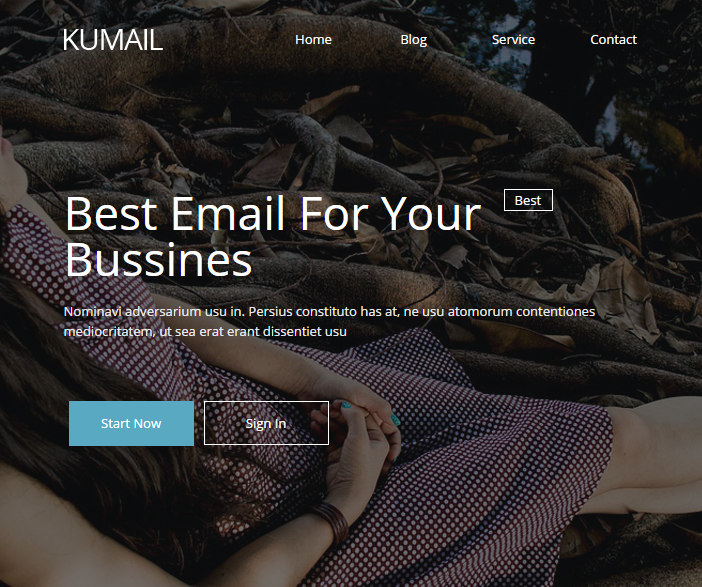 KUMAIL
Home
Blog
Service
Contact
Best Email For Your
Best
Bussines
Nominavi adversarium usu in. Persius constituto has at, ne usu atomorum contentiones
mediocritatem, ut sea erat erant dissentiet usu
Start Now
Sign In